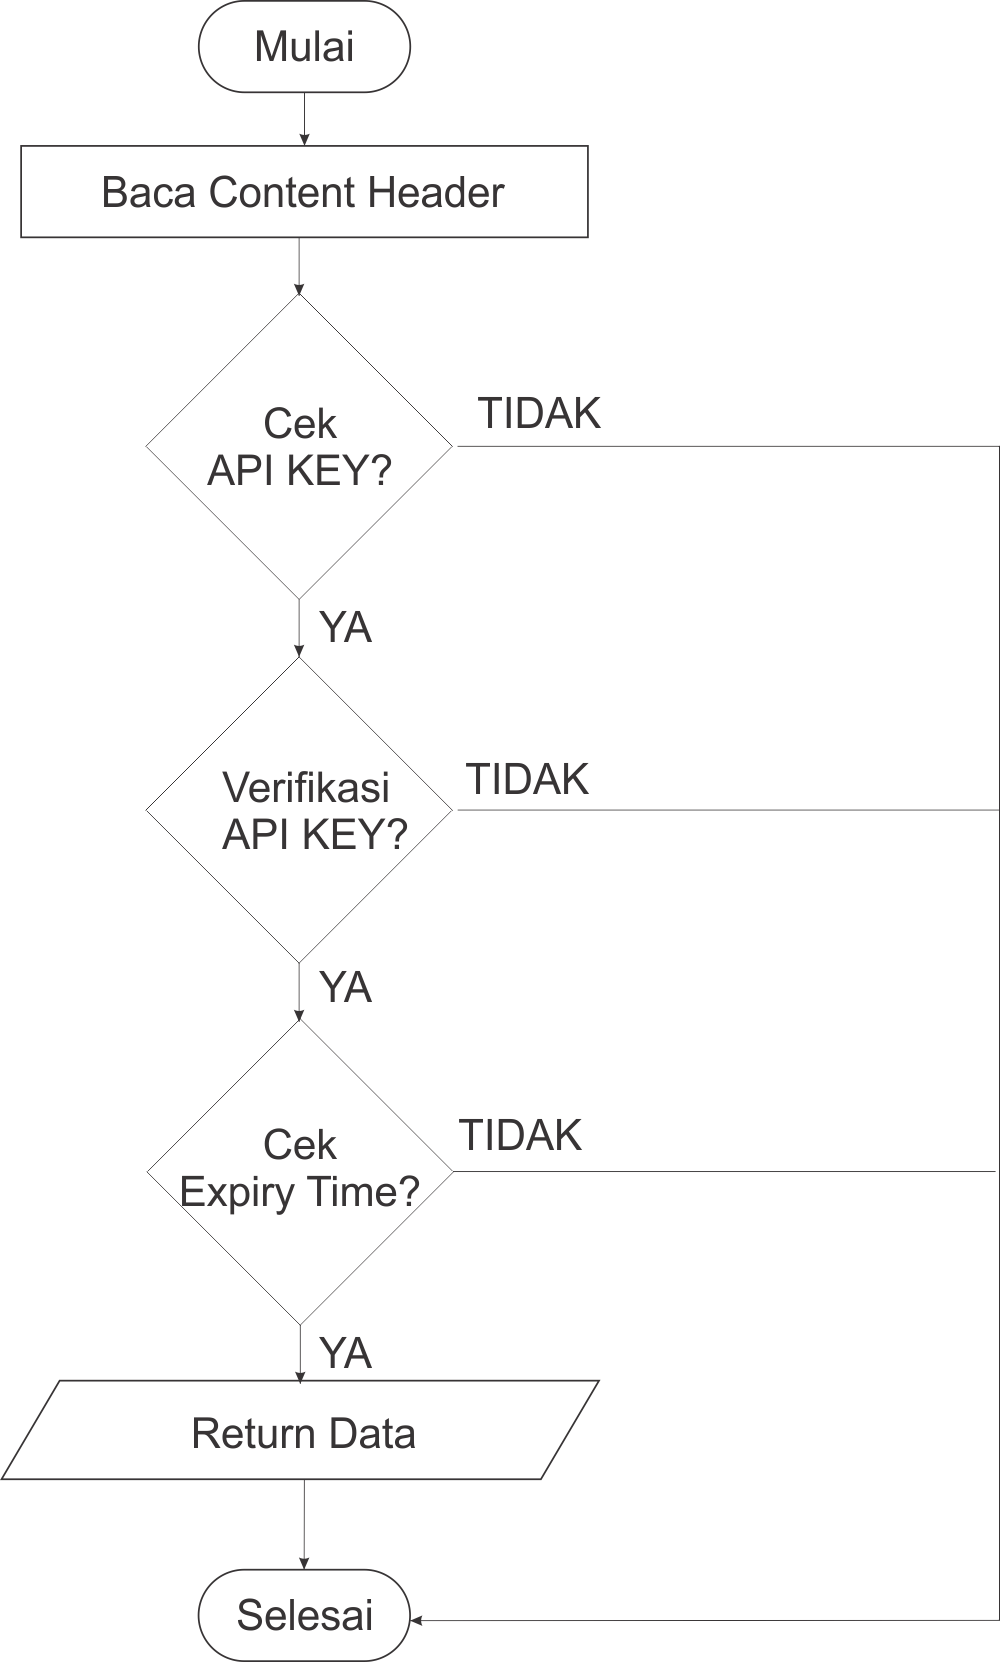 Mulai
Baca Content Header
Cek
API KEY?
TIDAK
YA
Verifikasi
API KEY?
TIDAK
YA
Cek
Expiry Time?
TIDAK
YA
Return Data
Selesai